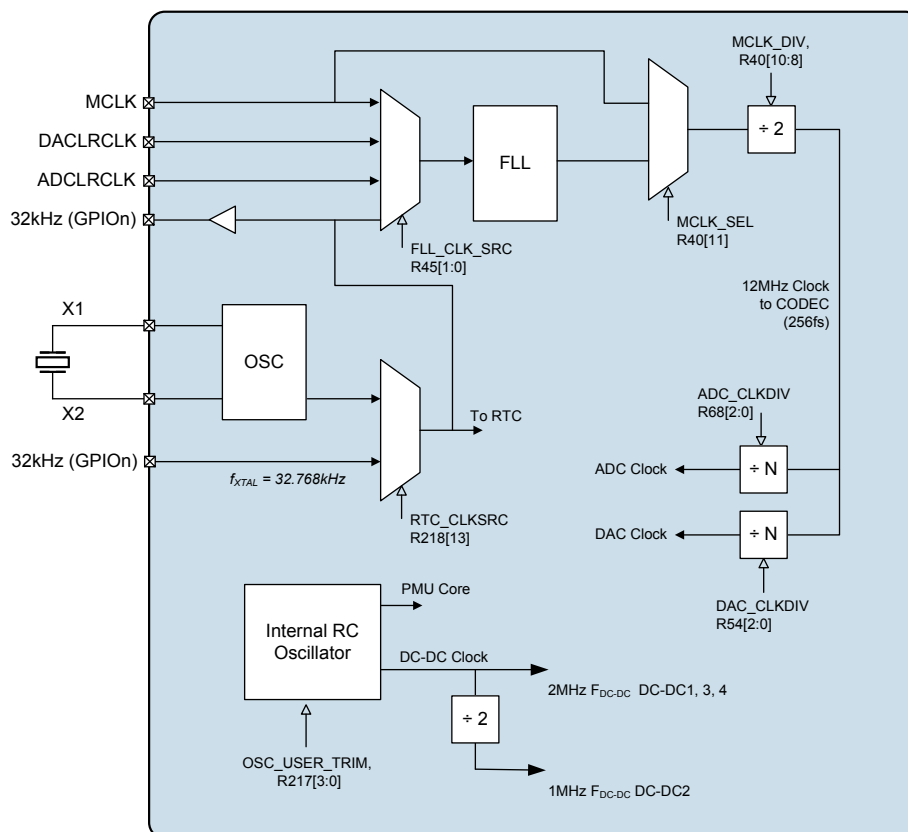 MCLK_DIV,
R40[10:8]
MCLK
DACLRCLK
ADCLRCLK
32kHz (GPIOn)
FLL
÷ 2
FLL_CLK_SRC
R45[1:0]
MCLK_SEL
R40[11]
12MHz Clock
to CODEC
(256fs)
X1
X2
OSC
32kHz (GPIOn)
To RTC
fXTAL = 32.768kHz
RTC_CLKSRC
R218[13]
ADC_CLKDIV
R68[2:0]
ADC Clock
÷ N
DAC Clock
÷ N
DAC_CLKDIV
R54[2:0]
Internal RC
Oscillator
PMU Core
DC-DC Clock
2MHz FDC-DC DC-DC1, 3, 4
÷ 2
1MHz FDC-DC DC-DC2
OSC_USER_TRIM,
R217[3:0]